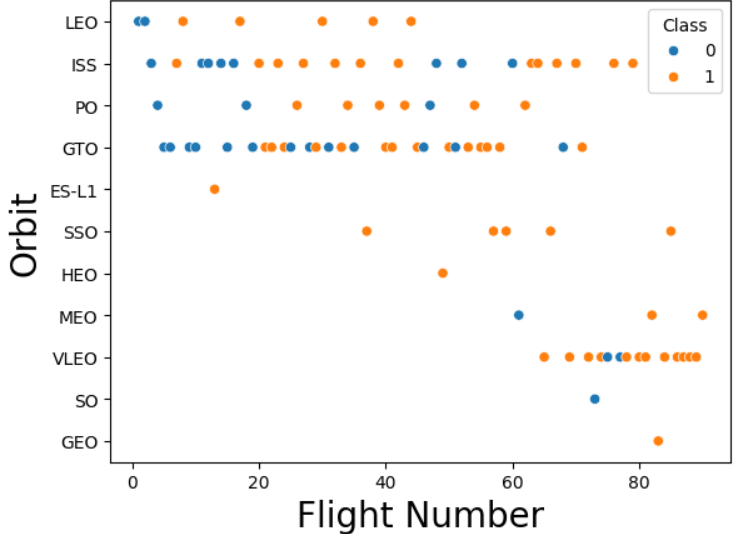 LEO
ISS
PO
GTO
ES-L1
SSO
HEO
MEO
VLEO
SO
GEO
Orbit
Class
0
1
0 20 40 60 80
Flight Number